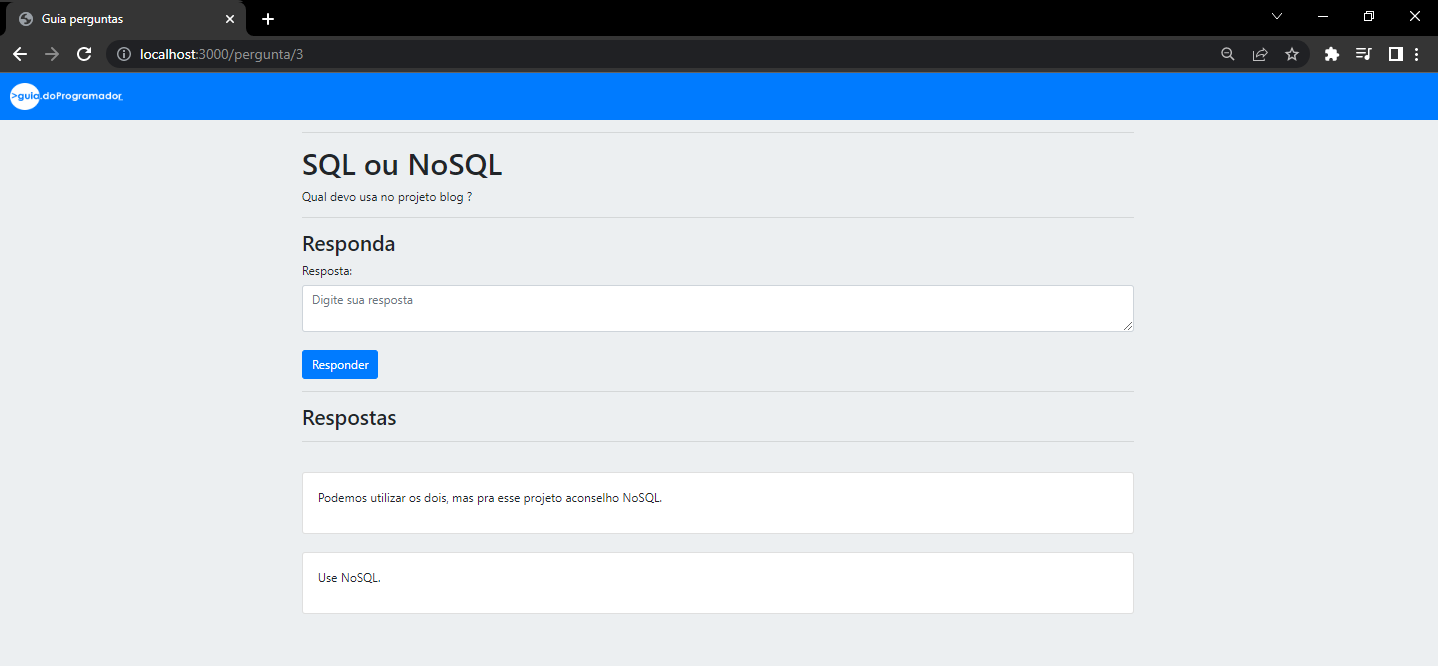 Guia perguntas
localhost:3000/pergunta/3
>guia.doProgramador_
SQL ou NoSQL
Qual devo usa no projeto blog ?
Responda
Resposta:
Digite sua resposta
Responder
Respostas
Podemos utilizar os dois, mas pra esse projeto aconselho NoSQL.
Use NoSQL.